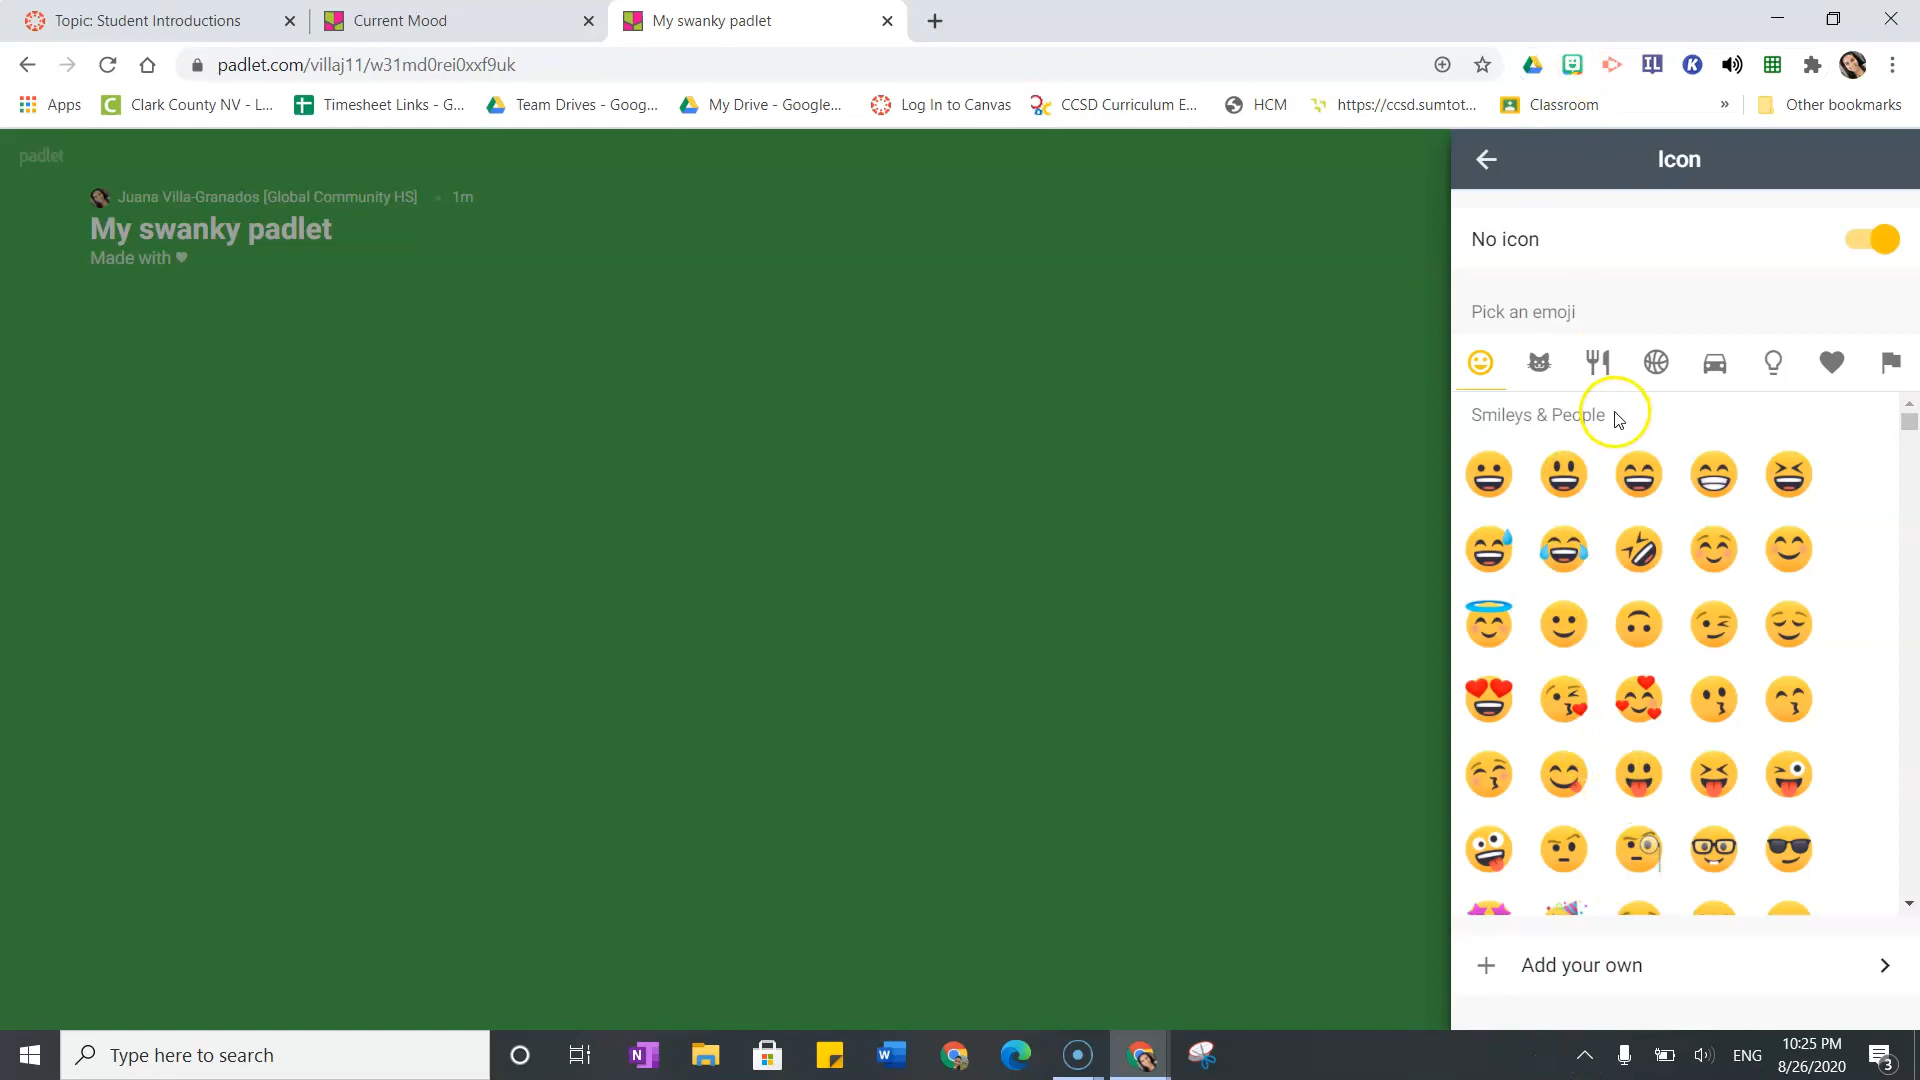 Topic: Student Introductions
Current Mood
My swanky padlet
padlet.com/villaj11/w31md0rei0xxf9uk
Apps
Clark County NV - L...
Timesheet Links - G...
Team Drives - Goog...
My Drive - Google...
Log In to Canvas
CCSD Curriculum E...
HCM
https://ccsd.sumtot...
Classroom
»
Other bookmarks
padlet
Juana Villa-Granados [Global Community HS] • 1m
My swanky padlet
Made with ♥
Icon
No icon
Pick an emoji
Smileys & People
Add your own
Type here to search
ENG
10:25 PM
8/26/2020
3